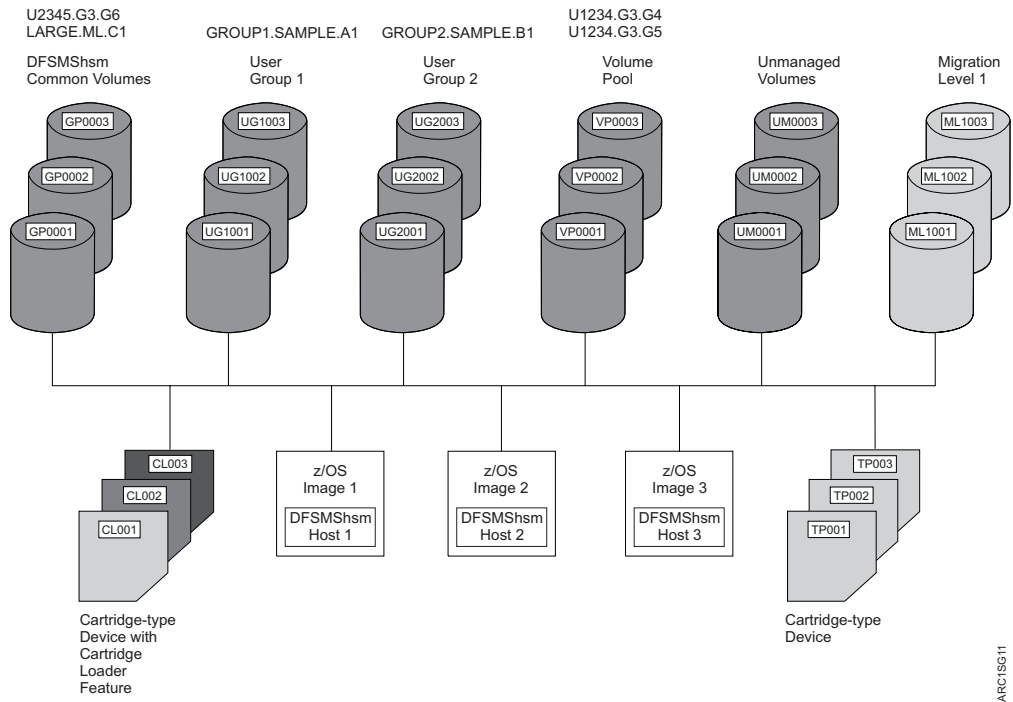 U2345.G3.G6
LARGE.ML.C1
GROUP1.SAMPLE.A1
GROUP2.SAMPLE.B1
U1234.G3.G4
U1234.G3.G5
DFSMShsm
Common Volumes
User
Group 1
User
Group 2
Volume
Pool
Unmanaged
Volumes
Migration
Level 1
GP0003
UG1003
UG2003
VP0003
UM0003
ML1003
GP0002
UG1002
UG2002
VP0002
UM0002
ML1002
GP0001
UG1001
UG2001
VP0001
UM0001
ML1001
CL003
CL002
CL001
z/OS
Image 1
DFSMShsm
Host 1
z/OS
Image 2
DFSMShsm
Host 2
z/OS
Image 3
DFSMShsm
Host 3
TP003
TP002
TP001
Cartridge-type
Device with
Cartridge
Loader
Feature
Cartridge-type
Device
ARC1SG11